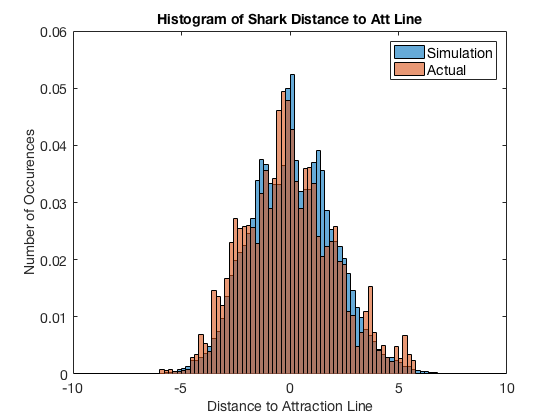 Histogram of Shark Distance to Att Line
Simulation
Actual
0.06
0.05
0.04
0.03
0.02
0.01
0
-10
-5
0
5
10
Number of Occurences
Distance to Attraction Line